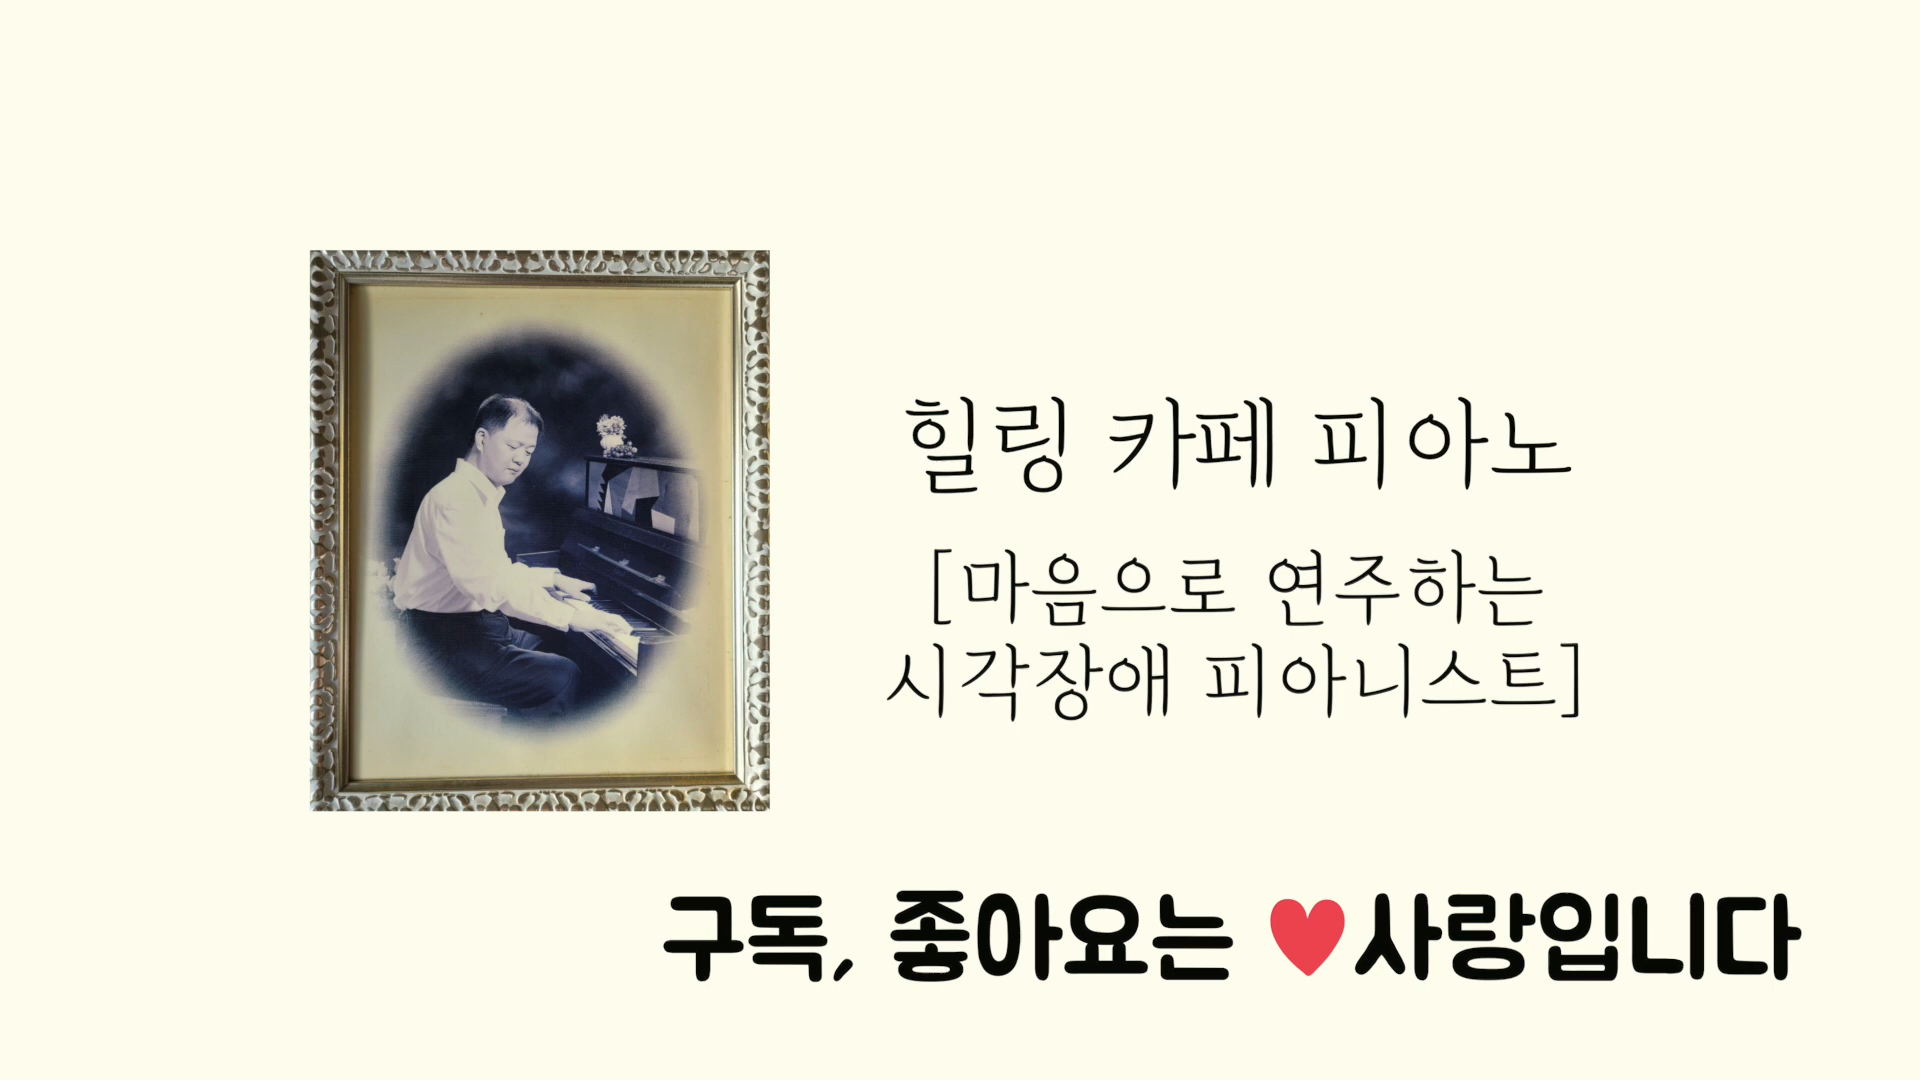 힐링 카페 피아노
[마음으로 연주하는
시각장애 피아니스트]
구독, 좋아요는 ♥사랑입니다